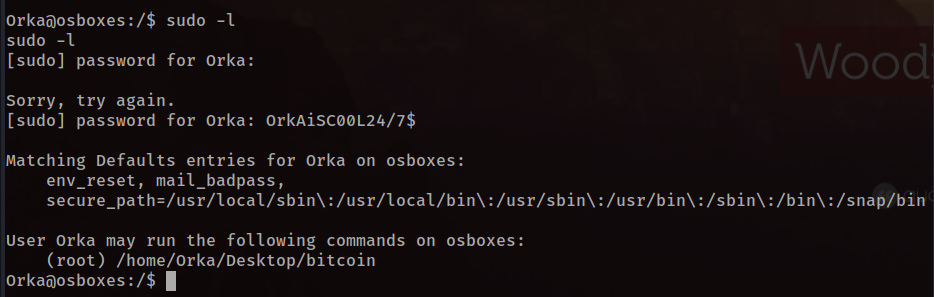 Orka@osboxes:/$ sudo -l
sudo -l
[sudo] password for Orka:
Sorry, try again.
[sudo] password for Orka: OrkAiSC00L24/7$
Matching Defaults entries for Orka on osboxes:
env_reset, mail_badpass,
secure_path=/usr/local/sbin\:/usr/local/bin\:/usr/sbin\:/usr/bin\:/sbin\:/bin\:/snap/bin
User Orka may run the following commands on osboxes:
(root) /home/Orka/Desktop/bitcoin
Orka@osboxes:/$